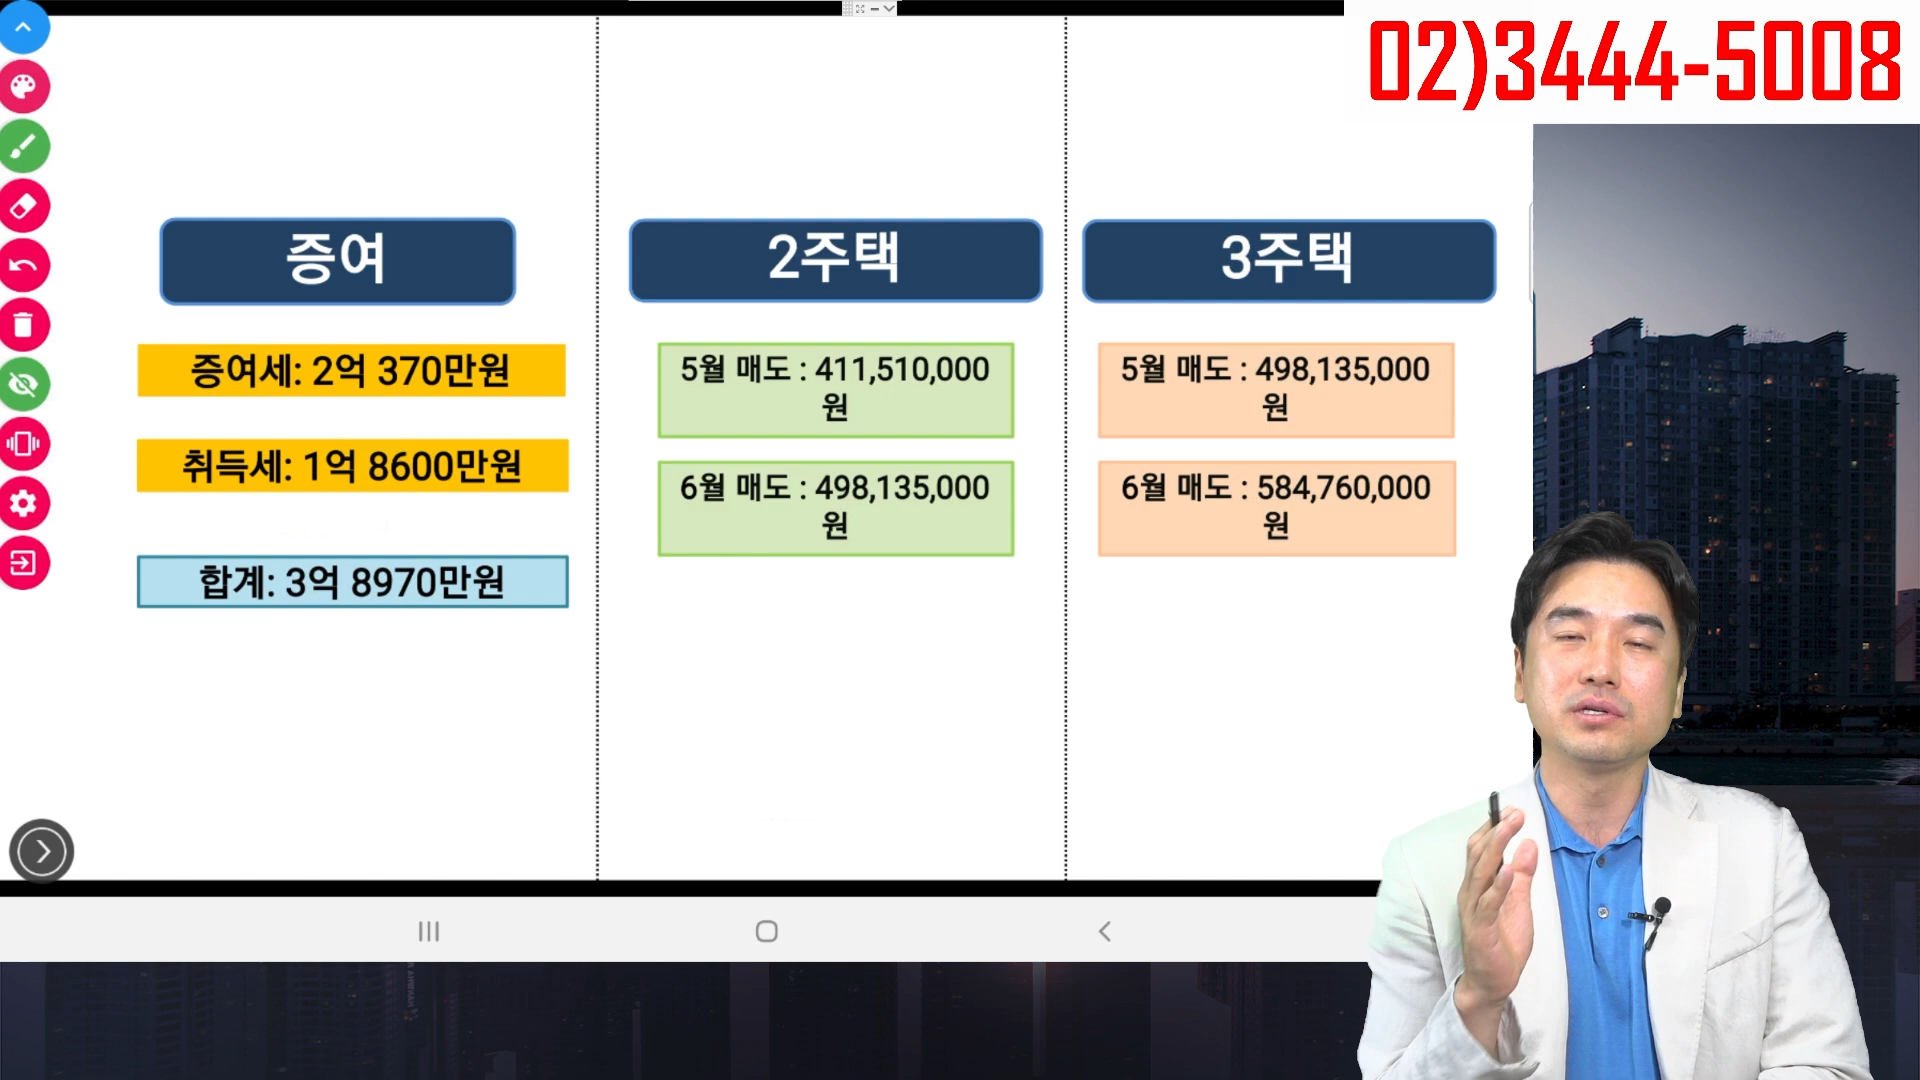 02)3444-5008
증여
증여세: 2억 370만원
취득세: 1억 8600만원
합계: 3억 8970만원
2주택
5월 매도 : 411,510,000
원
6월 매도 : 498,135,000
원
3주택
5월 매도 : 498,135,000
원
6월 매도 : 584,760,000
원